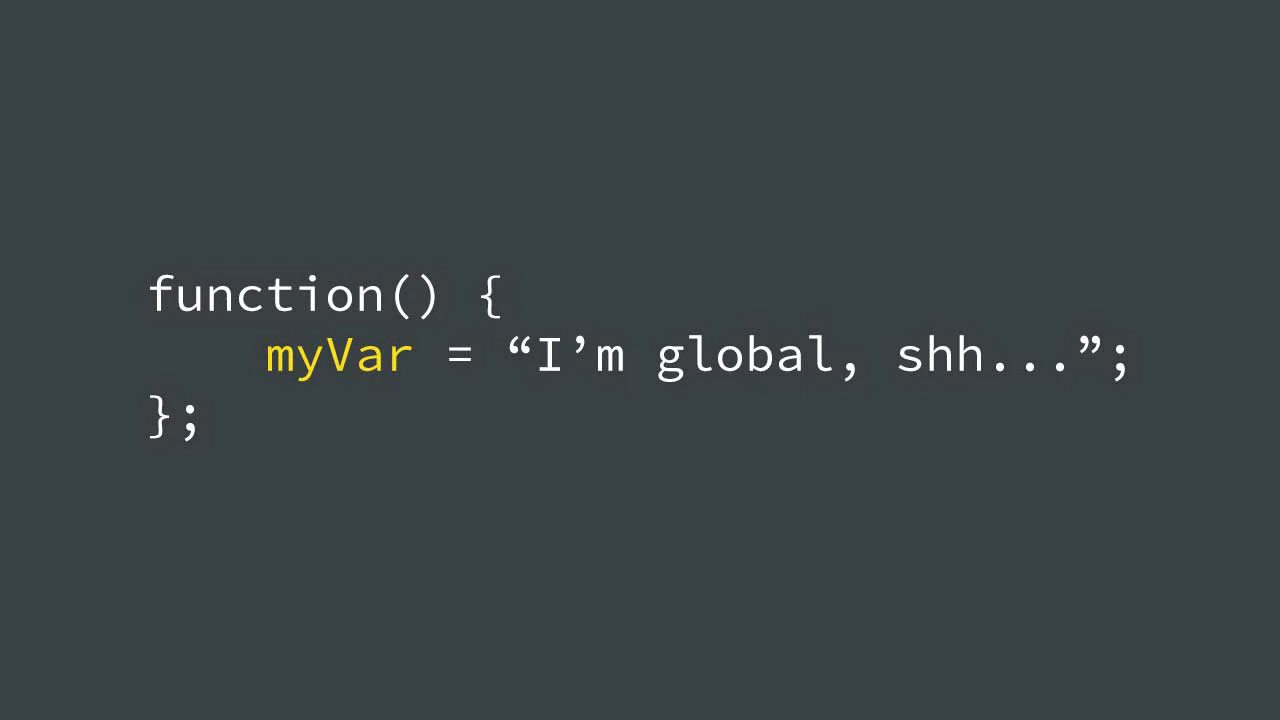 function() {
    myVar = “I’m global, shh...”;
};